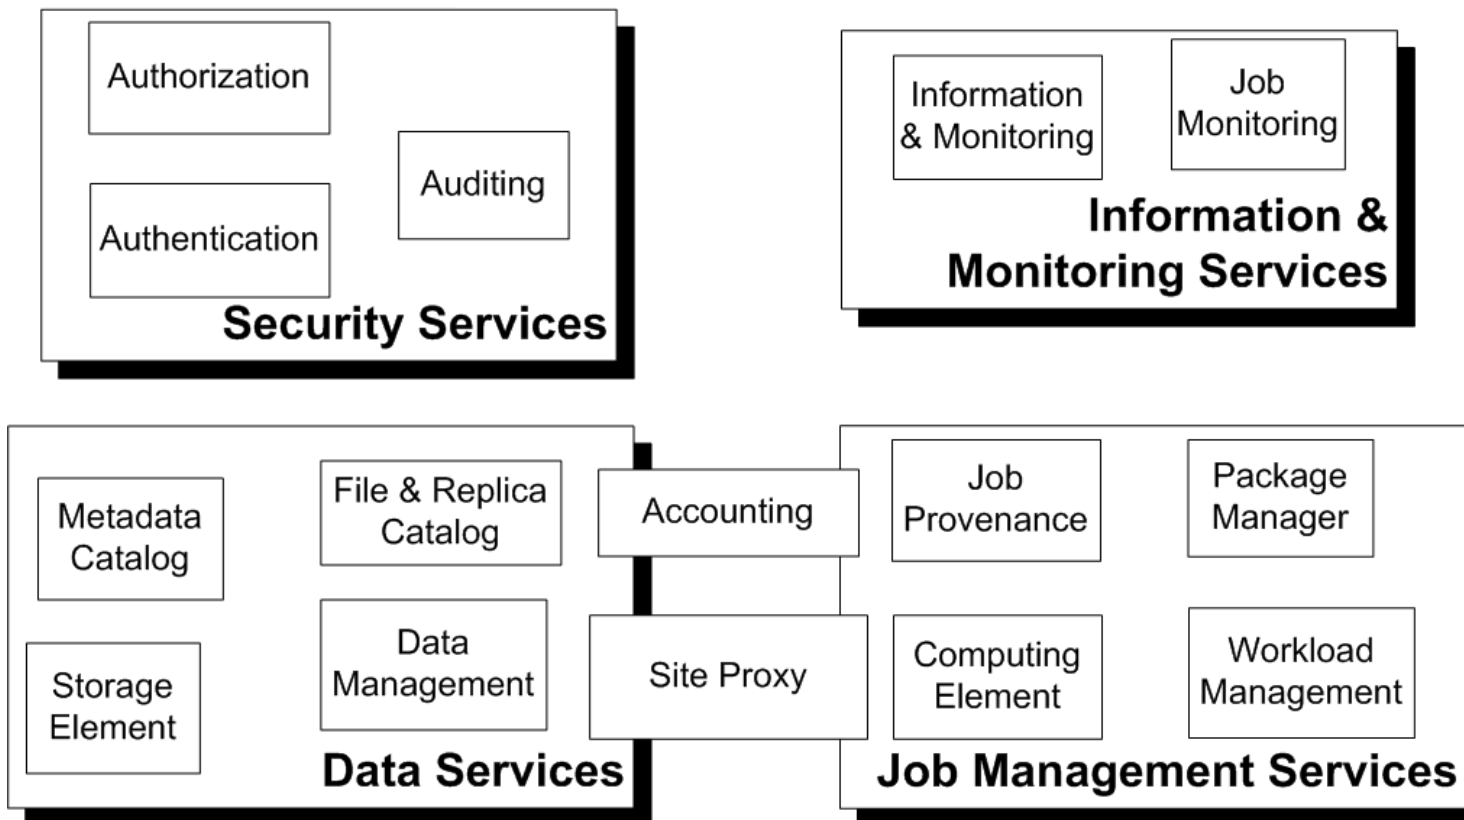 Authorization
Auditing
Authentication
Security Services
Information
& Monitoring
Job
Monitoring
Information &
Monitoring Services
Metadata
Catalog
File & Replica
Catalog
Storage
Element
Data
Management
Data Services
Accounting
Site Proxy
Job
Provenance
Package
Manager
Computing
Element
Workload
Management
Job Management Services